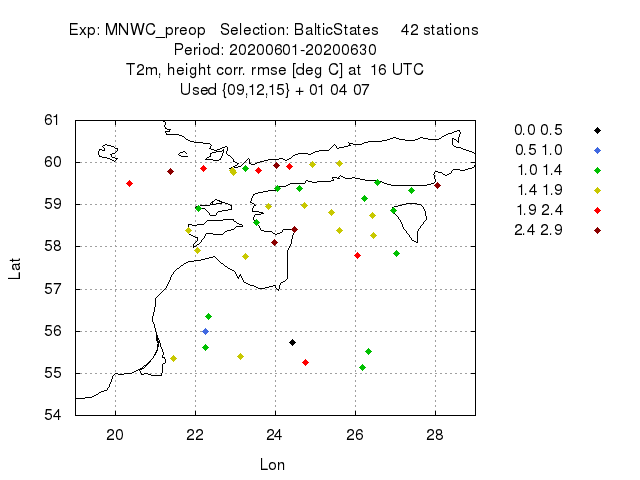 Exp: MNWC_preop Selection: BalticStates 42 stations
Period: 20200601-20200630
T2m, height corr. rmse [deg C] at 16 UTC
Used {09,12,15} + 01 04 07
61
60
59
58
57
56
55
54
Lat
20 22 24 26 28
Lon
0.0 0.5
0.5 1.0
1.0 1.4
1.4 1.9
1.9 2.4
2.4 2.9